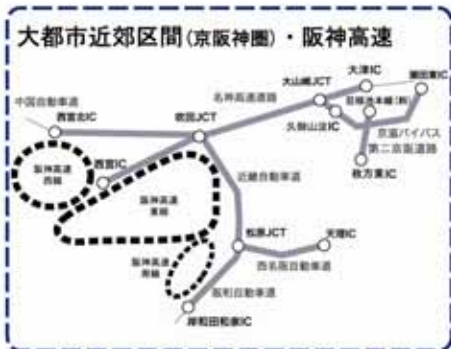 大都市近郊区間(京阪神圏)・阪神高速
大津IC
瀬田東IC
大山崎JCT
名神高速道路
巨椋池本線(料)
中国自動車道
西宮北IC
吹田JCT
久御山淀IC
京滋バイパス
第二京阪道路
阪神高速
西線
西宮IC
枚方東IC
阪神高速
東線
近畿自動車道
松原JCT
天理IC
阪神高速
南線
西名阪自動車道
阪和自動車道
岸和田和泉IC